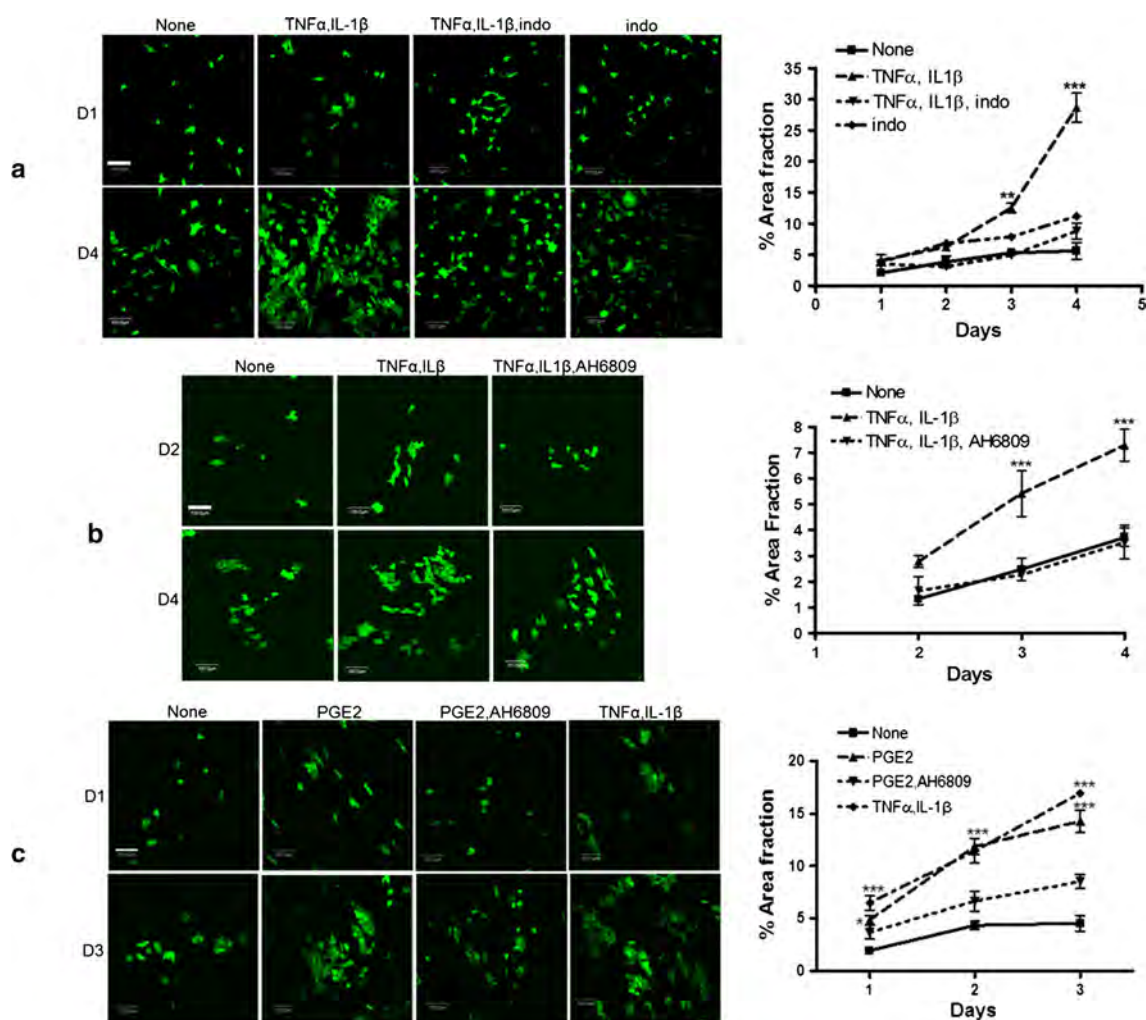 a
None TNFα,IL-1β TNFα,IL-1β,indo indo
D1
D4
None
TNFα, IL1β
TNFα, IL1β, indo
indo
% Area fraction
35
30
25
20
15
10
5
0
**
***
0 1 2 3 4 5
Days
b
None TNFα,ILβ TNFα,IL1β,AH6809
D2
D4
None
TNFα, IL-1β
TNFα, IL-1β, AH6809
% Area Fraction
8
7
6
5
4
3
2
1
0
***
***
1 2 3 4
Days
c
None PGE2 PGE2,AH6809 TNFα,IL-1β
D1
D3
None
PGE2
PGE2,AH6809
TNFα,IL-1β
% Area fraction
20
15
10
5
0
***
*
***
***
***
1 2 3
Days